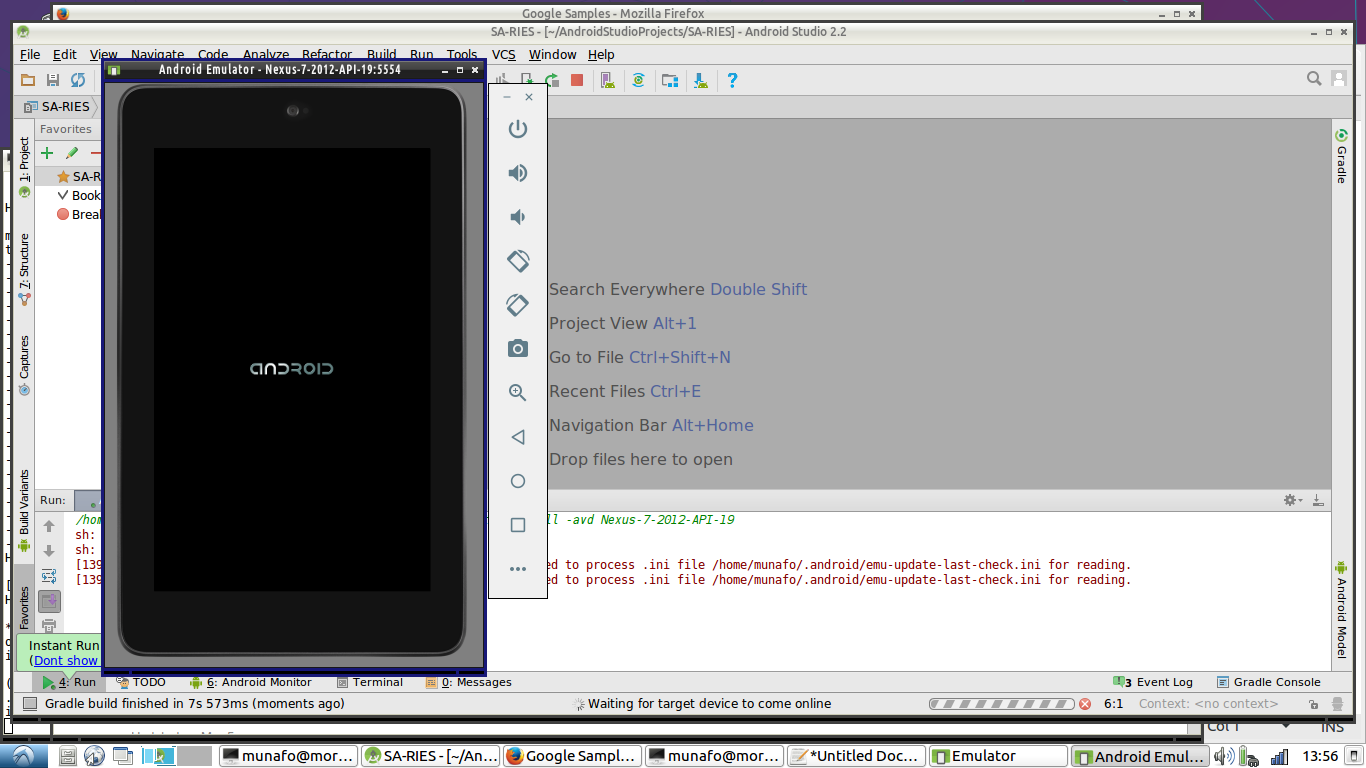 Google Samples - Mozilla Firefox
SA-RIES - [~/AndroidStudioProjects/SA-RIES] - Android Studio 2.2
File Edit View Navigate Code Analyze Refactor Build Run Tools VCS Window Help
Android Emulator - Nexus-7-2012-API-19:5554
SA-RIES
Favorites
SA-R
Book
Breal
1: Project
7: Structure
Captures
Build Variants
Favorites
Gradle
Android Model
ANDROID
Search Everywhere Double Shift
Project View Alt+1
Go to File Ctrl+Shift+N
Recent Files Ctrl+E
Navigation Bar Alt+Home
Drop files here to open
Run:
/hom ll -avd Nexus-7-2012-API-19
sh:
sh:
[139 ed to process .ini file /home/munafo/.android/emu-update-last-check.ini for reading.
[139 ed to process .ini file /home/munafo/.android/emu-update-last-check.ini for reading.
Instant Run
(Dont show
4: Run TODO 6: Android Monitor Terminal 0: Messages 3 Event Log Gradle Console
Gradle build finished in 7s 573ms (moments ago) Waiting for target device to come online 6:1 Context: <no context>
Col 1 INS
munafo@mor... SA-RIES - [~/An... Google Samples... munafo@mor... *Untitled Doc... Emulator Android Emul... 13:56